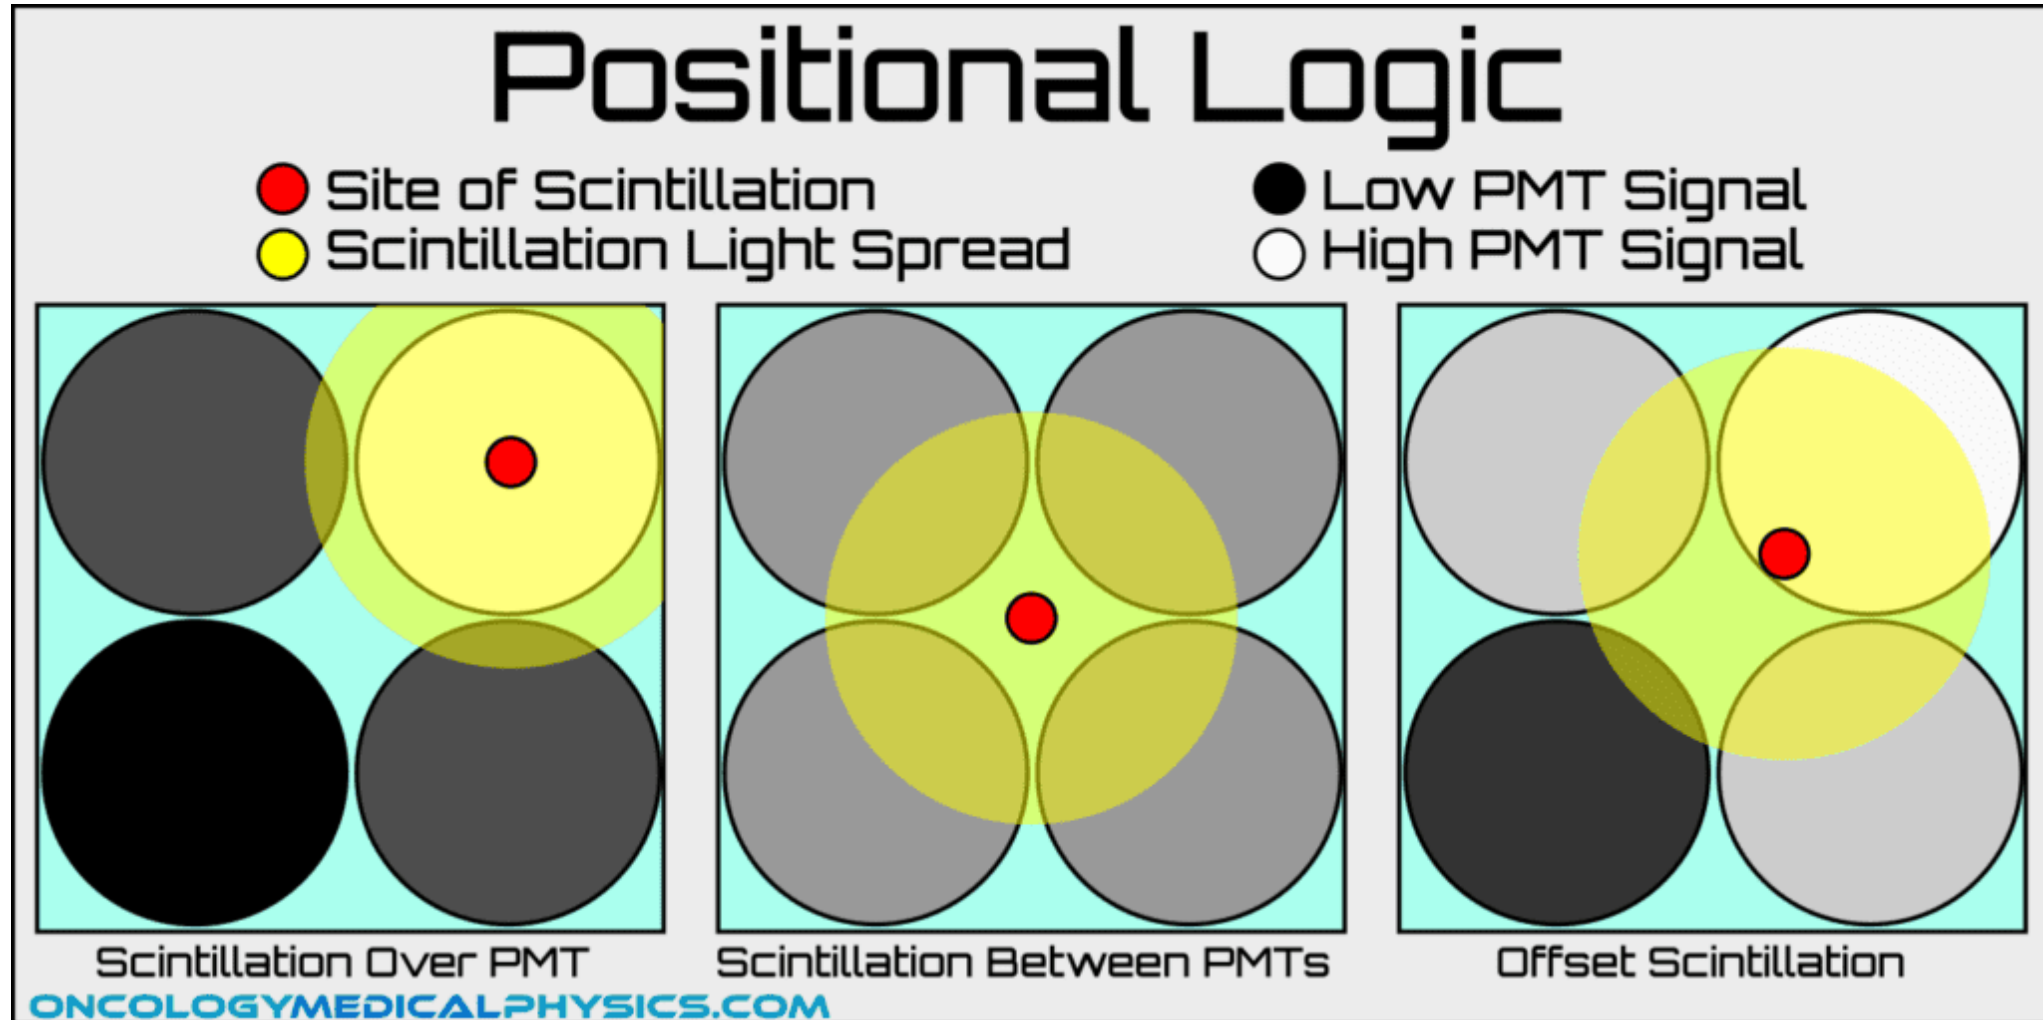 Positional Logic
Site of Scintillation
Scintillation Light Spread
Low PMT Signal
High PMT Signal
Scintillation Over PMT
Scintillation Between PMTs
Offset Scintillation
ONCOLOGYMEDICALPHYSICS.COM